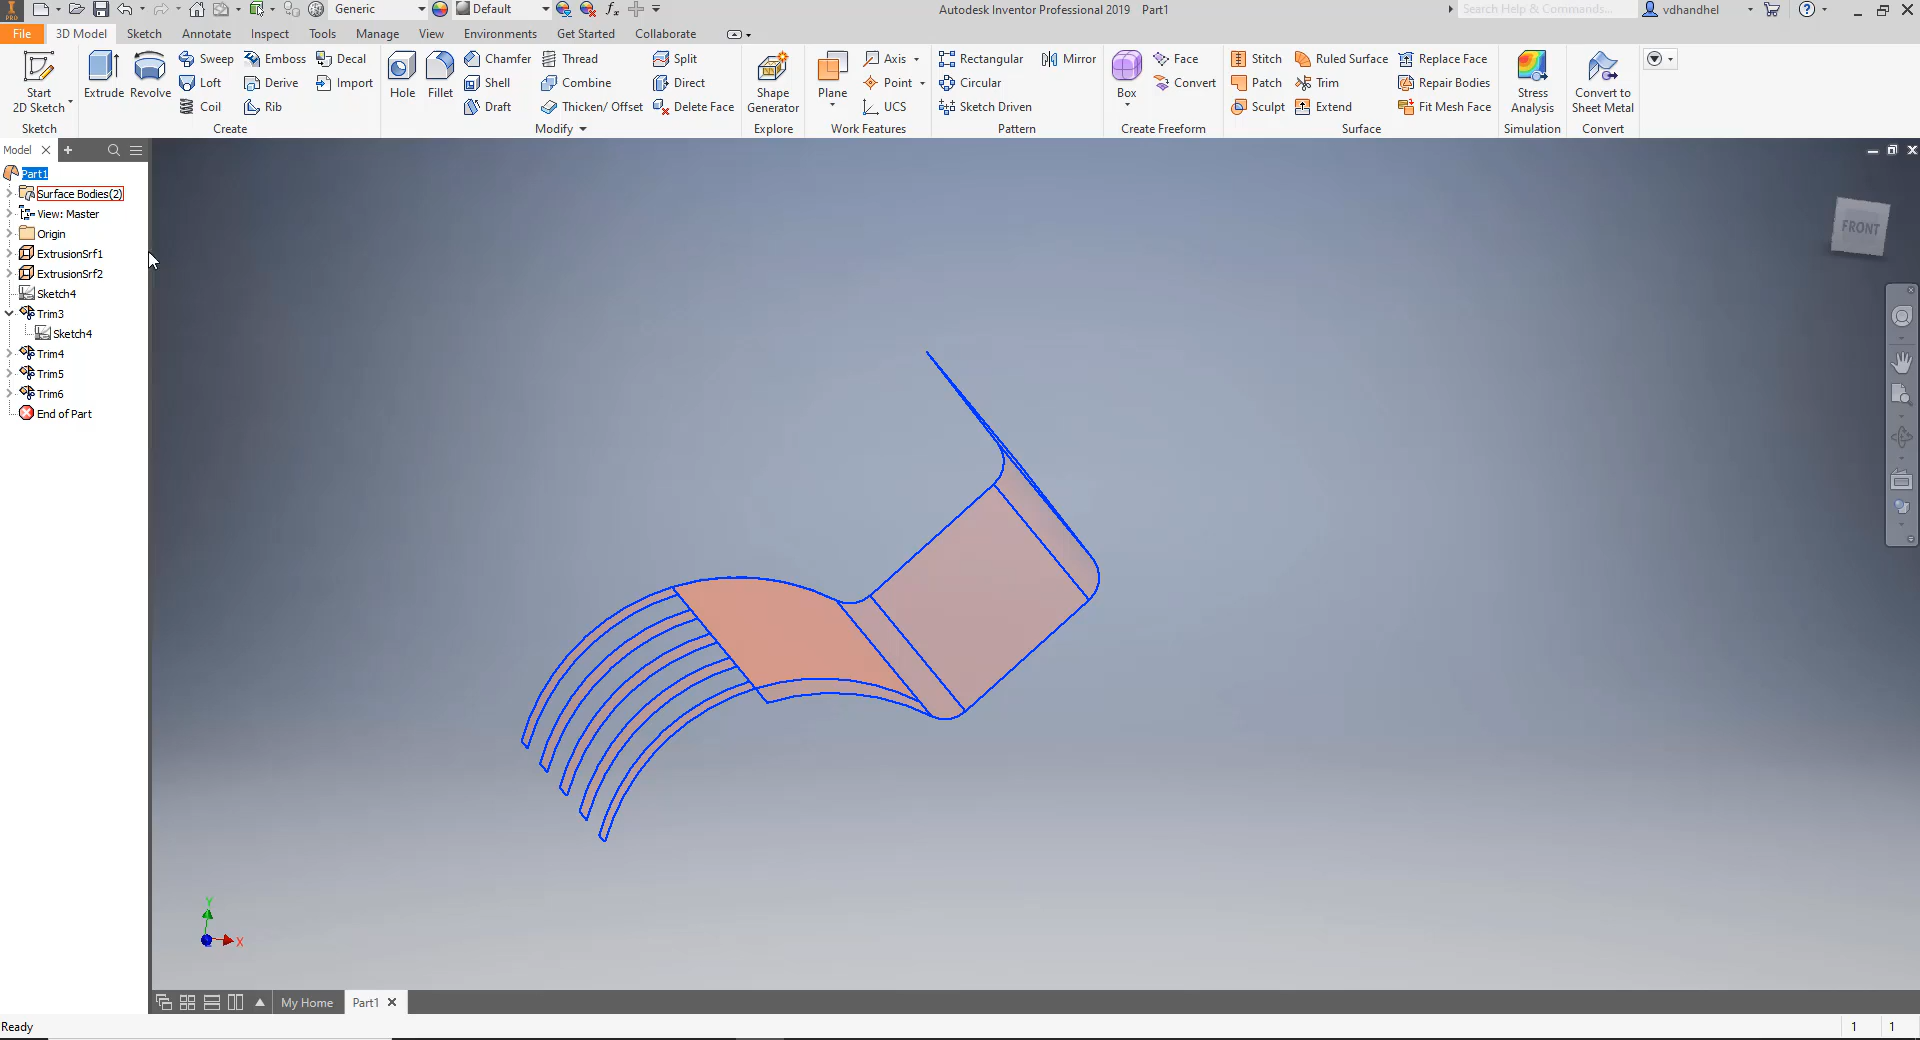 Generic
Default
fx
Autodesk Inventor Professional 2019 Part1
Search Help & Commands...
vdhandhel
PRO
File
3D Model
Sketch
Annotate
Inspect
Tools
Manage
View
Environments
Get Started
Collaborate
Start
2D Sketch
Sketch
Extrude
Revolve
Sweep
Loft
Coil
Emboss
Derive
Rib
Decal
Import
Create
Hole
Fillet
Chamfer
Shell
Draft
Thread
Combine
Thicken/ Offset
Split
Direct
Delete Face
Modify
Shape
Generator
Explore
Plane
Axis
Point
UCS
Work Features
Rectangular
Circular
Sketch Driven
Mirror
Pattern
Box
Face
Convert
Create Freeform
Stitch
Patch
Sculpt
Ruled Surface
Trim
Extend
Replace Face
Repair Bodies
Fit Mesh Face
Surface
Stress
Analysis
Simulation
Convert to
Sheet Metal
Convert
Model
Part1
Surface Bodies(2)
View: Master
Origin
ExtrusionSrf1
ExtrusionSrf2
Sketch4
Trim3
Sketch4
Trim4
Trim5
Trim6
End of Part
FRONT
Y
X
My Home
Part1
Ready
1
1